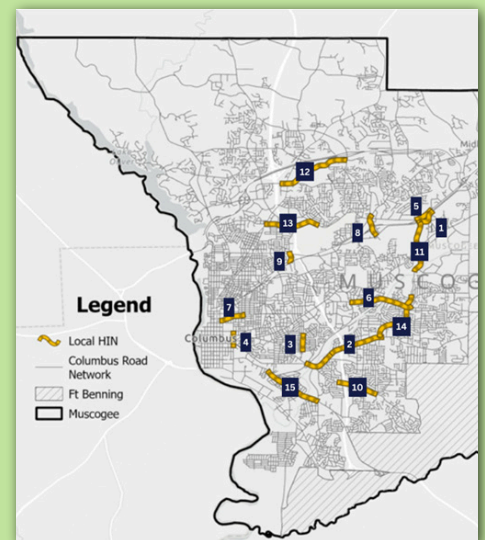 12
5
13
8
1
11
9
MUSCOG
6
7
14
Columbus
4
3
2
15
10
Legend
Local HIN
Columbus Road
Network
Ft Benning
Muscogee